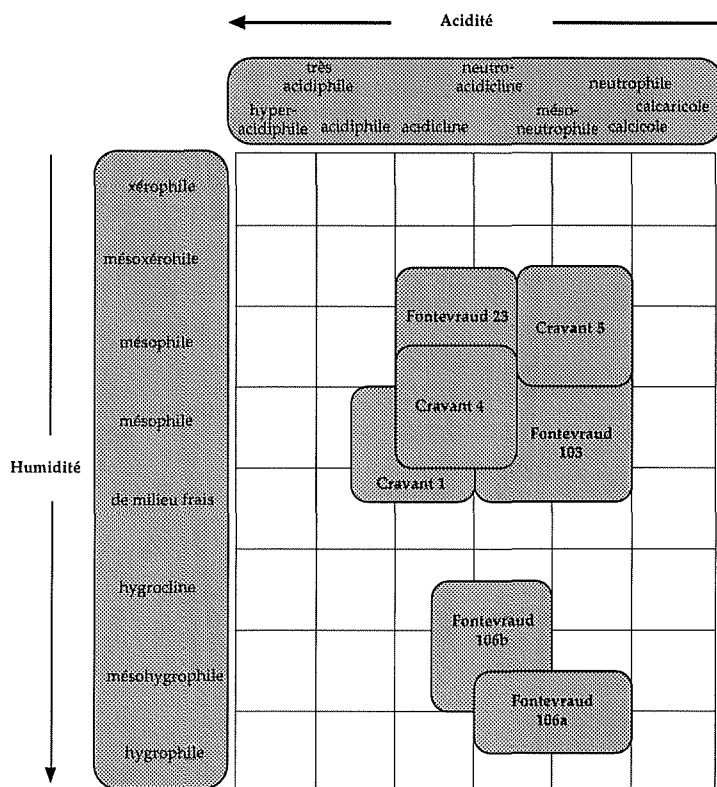 Acidité
très
acidiphile
neutro-
acidicline
neutrophile
calcaricole
hyper-
acidiphile
acidiphile
acidicline
méso-
neutrophile
calcicole
xérophile
mésoxérohile
mésophile
mésophile
Humidité
de milieu frais
hygrocline
mésohygrophile
hygrophile
Fontevraud 23
Cravant 5
Cravant 4
Fontevraud
103
Cravant 1
Fontevraud
106b
Fontevraud
106a